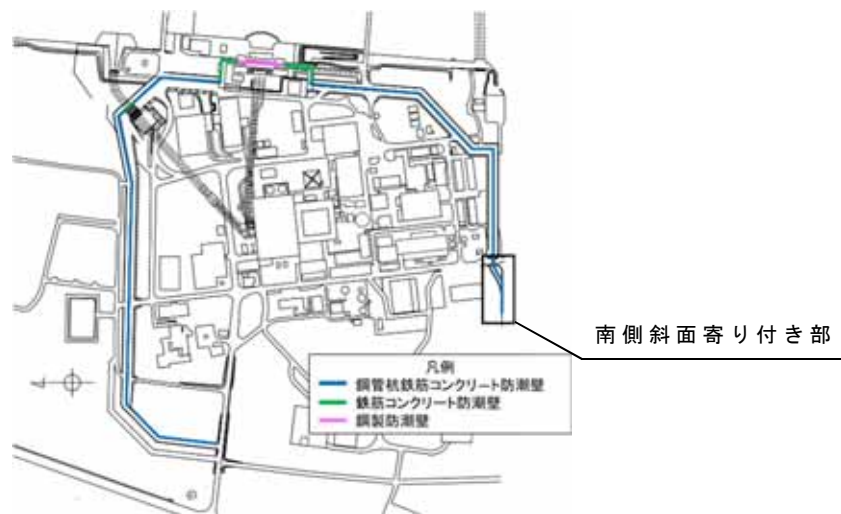 南側斜面寄り付き部
凡例
鋼管杭鉄筋コンクリート防潮壁
鉄筋コンクリート防潮壁
鋼製防潮壁